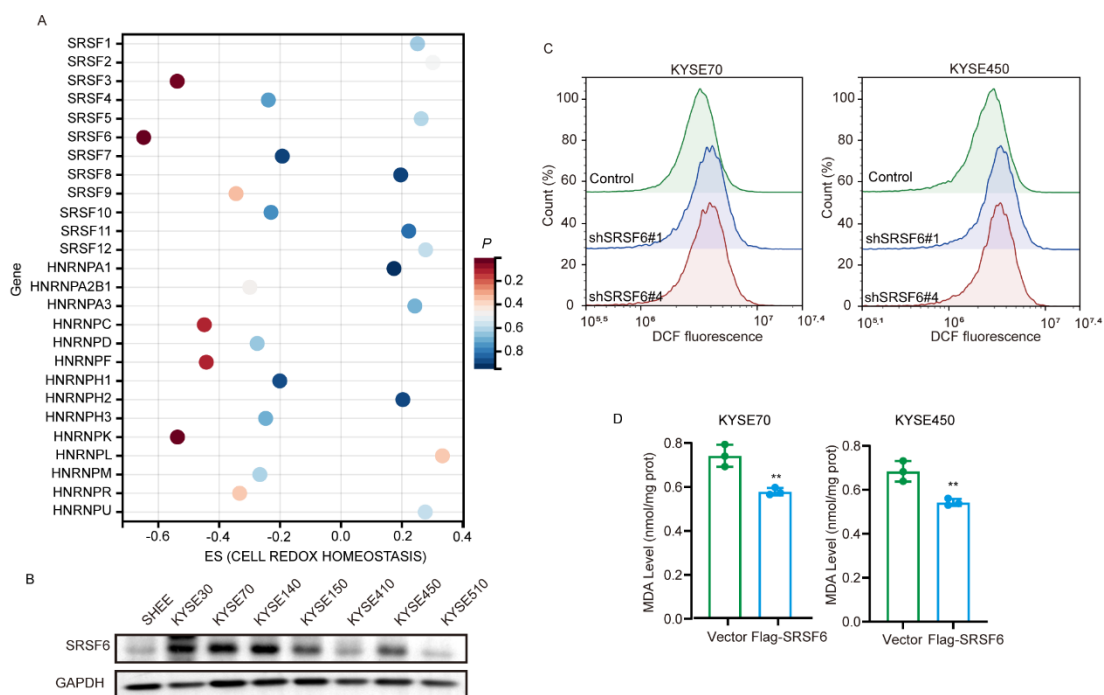 A
SRSF1
SRSF2
SRSF3
SRSF4
SRSF5
SRSF6
SRSF7
SRSF8
SRSF9
SRSF10
SRSF11
SRSF12
HNRNPA1
HNRNPA2B1
HNRNPA3
HNRNPC
HNRNPD
HNRNPF
HNRNPH1
HNRNPH2
HNRNPH3
HNRNPK
HNRNPL
HNRNPM
HNRNPR
HNRNPU
Gene
-0.6 -0.4 -0.2 0.0 0.2 0.4
ES (CELL REDOX HOMEOSTASIS)
P
0.2
0.4
0.6
0.8
B
SHEE KYSE30 KYSE70 KYSE140 KYSE150 KYSE410 KYSE450 KYSE510
SRSF6
GAPDH
C
KYSE70
Count (%)
100
80
60
40
20
0
Control
shSRSF6#1
shSRSF6#4
10^5.5 10^6 10^7 10^7.4
DCF fluorescence
KYSE450
Count (%)
100
80
60
40
20
0
Control
shSRSF6#1
shSRSF6#4
10^5.1 10^6 10^7 10^7.4
DCF fluorescence
D
KYSE70
MDA Level (nmol/mg prot)
0.8
0.6
0.4
0.2
0.0
**
Vector Flag-SRSF6
KYSE450
MDA Level (nmol/mg prot)
0.8
0.6
0.4
0.2
0.0
**
Vector Flag-SRSF6